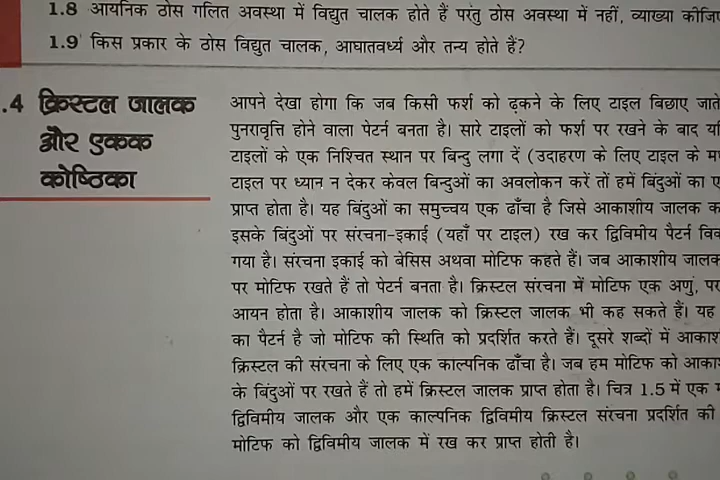 1.8 आयनिक ठोस गलित अवस्था में विद्युत चालक होते हैं परंतु ठोस अवस्था में नहीं, व्याख्या
1.9 किस प्रकार के ठोस विद्युत चालक, आघातवर्ध्य और तन्य होते हैं?
.4 क्रिस्टल जालक
और एकक
कोष्ठिका
आपने देखा होगा कि जब किसी फर्श को ढ़कने के लिए टाइल बिछाए जाते
पुनरावृत्ति होने वाला पेटर्न बनता है। सारे टाइलों को फर्श पर रखने के बाद
टाइलों के एक निश्चित स्थान पर बिन्दु लगा दें (उदाहरण के लिए टाइल के
टाइल पर ध्यान न देकर केवल बिन्दुओं का अवलोकन करें तों हमें बिंदुओं का
प्राप्त होता है। यह बिंदुओं का समुच्चय एक ढाँचा है जिसे आकाशीय जालक
इसके बिंदुओं पर संरचना-इकाई (यहाँ पर टाइल) रख कर द्विविमीय पैटर्न
गया है। संरचना इकाई को बेसिस अथवा मोटिफ कहते हैं। जब आकाशीय जालक
पर मोटिफ रखते हैं तो पेटर्न बनता है। क्रिस्टल संरचना में मोटिफ एक अणुं,
आयन होता है। आकाशीय जालक को क्रिस्टल जालक भी कह सकते हैं। यह
का पैटर्न है जो मोटिफ की स्थिति को प्रदर्शित करते हैं। दूसरे शब्दों में
क्रिस्टल की संरचना के लिए एक काल्पनिक ढाँचा है। जब हम मोटिफ को
के बिंदुओं पर रखते हैं तो हमें क्रिस्टल जालक प्राप्त होता है। चित्र 1.5 में एक
द्विविमीय जालक और एक काल्पनिक द्विविमीय क्रिस्टल संरचना प्रदर्शित की
मोटिफ को द्विविमीय जालक में रख कर प्राप्त होती है।